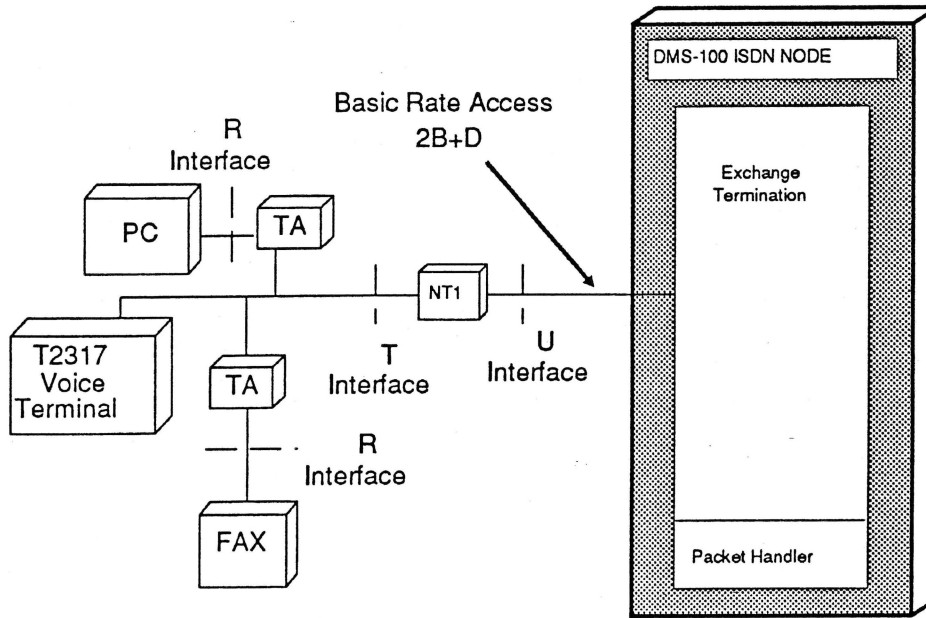 DMS-100 ISDN NODE
Basic Rate Access
2B+D
R
Interface
Exchange
Termination
PC
TA
NT1
T2317
Voice
Terminal
TA
T
Interface
U
Interface
R
Interface
FAX
Packet Handler